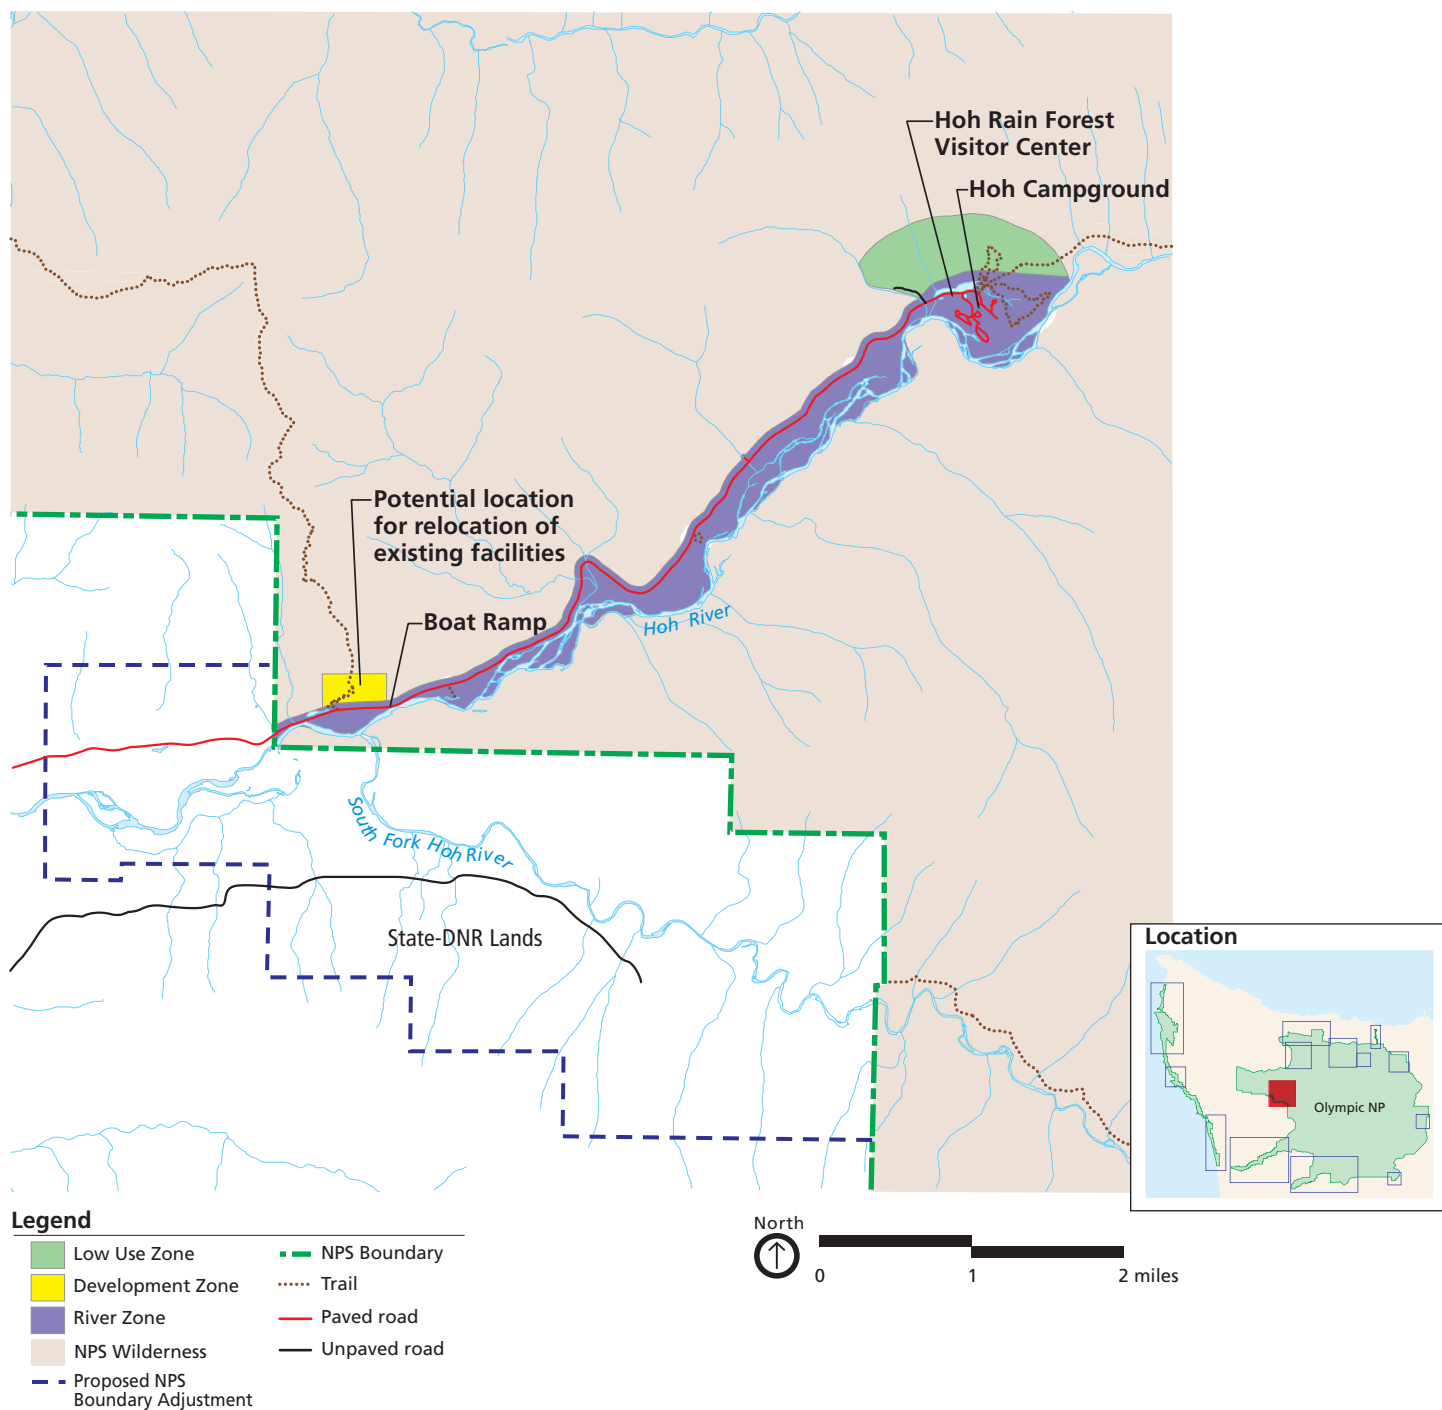 Hoh Rain Forest
Visitor Center
Hoh Campground
Potential location
for relocation of
existing facilities
Boat Ramp
Hoh River
South Fork Hoh River
State-DNR Lands
Location
Olympic NP
Legend
Low Use Zone
Development Zone
River Zone
NPS Wilderness
Proposed NPS
Boundary Adjustment
NPS Boundary
Trail
Paved road
Unpaved road
North
0 1 2 miles